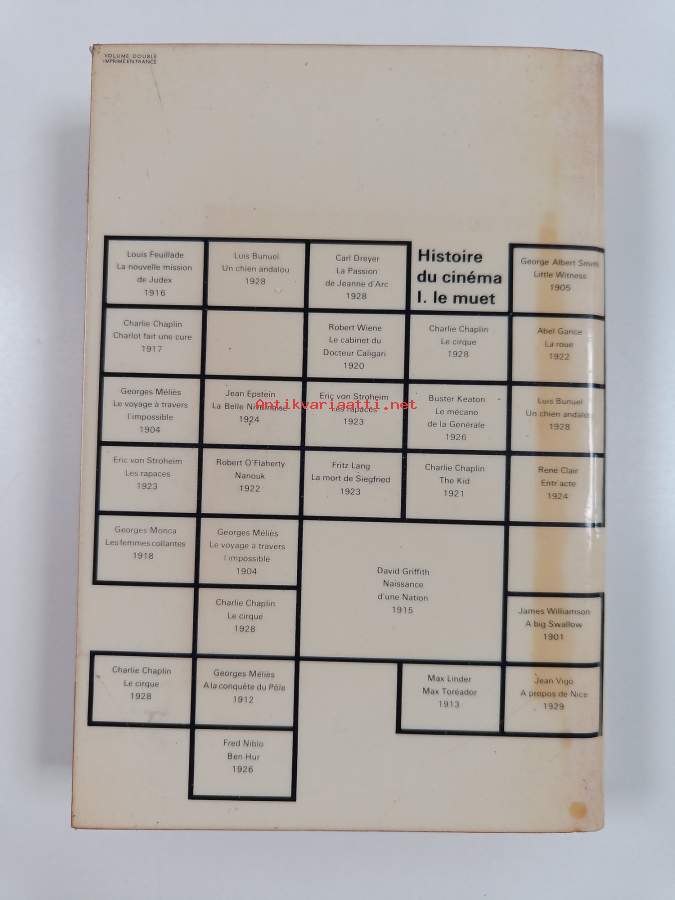 VOLUME DOUBLE
IMPRIMÉ EN FRANCE
Louis Feuillade
La nouvelle mission
de Judex
1916
Luis Bunuel
Un chien andalou
1928
Carl Dreyer
La Passion
de Jeanne d'Arc
1928
Histoire
du cinéma
I. le muet
George Albert Smith
Little Witness
1905
Charlie Chaplin
Charlot fait une cure
1917
Robert Wiene
Le cabinet du
Docteur Caligari
1920
Charlie Chaplin
Le cirque
1928
Abel Gance
La roue
1922
Georges Méliès
Le voyage à travers
l'impossible
1904
Jean Epstein
La Belle Nivernaise
1924
Eric von Stroheim
Les rapaces
1923
Buster Keaton
Le mécano
de la Générale
1926
Luis Bunuel
Un chien andalou
1928
Antikvariaatti.net
Eric von Stroheim
Les rapaces
1923
Robert O'Flaherty
Nanouk
1922
Fritz Lang
La mort de Siegfried
1923
Charlie Chaplin
The Kid
1921
René Clair
Entr'acte
1924
Georges Monca
Les femmes collantes
1918
Georges Méliès
Le voyage à travers
l'impossible
1904
David Griffith
Naissance
d'une Nation
1915
Charlie Chaplin
Le cirque
1928
James Williamson
A big Swallow
1901
Charlie Chaplin
Le cirque
1928
Georges Méliès
A la conquête du Pôle
1912
Max Linder
Max Toréador
1913
Jean Vigo
A propos de Nice
1929
Fred Niblo
Ben Hur
1926